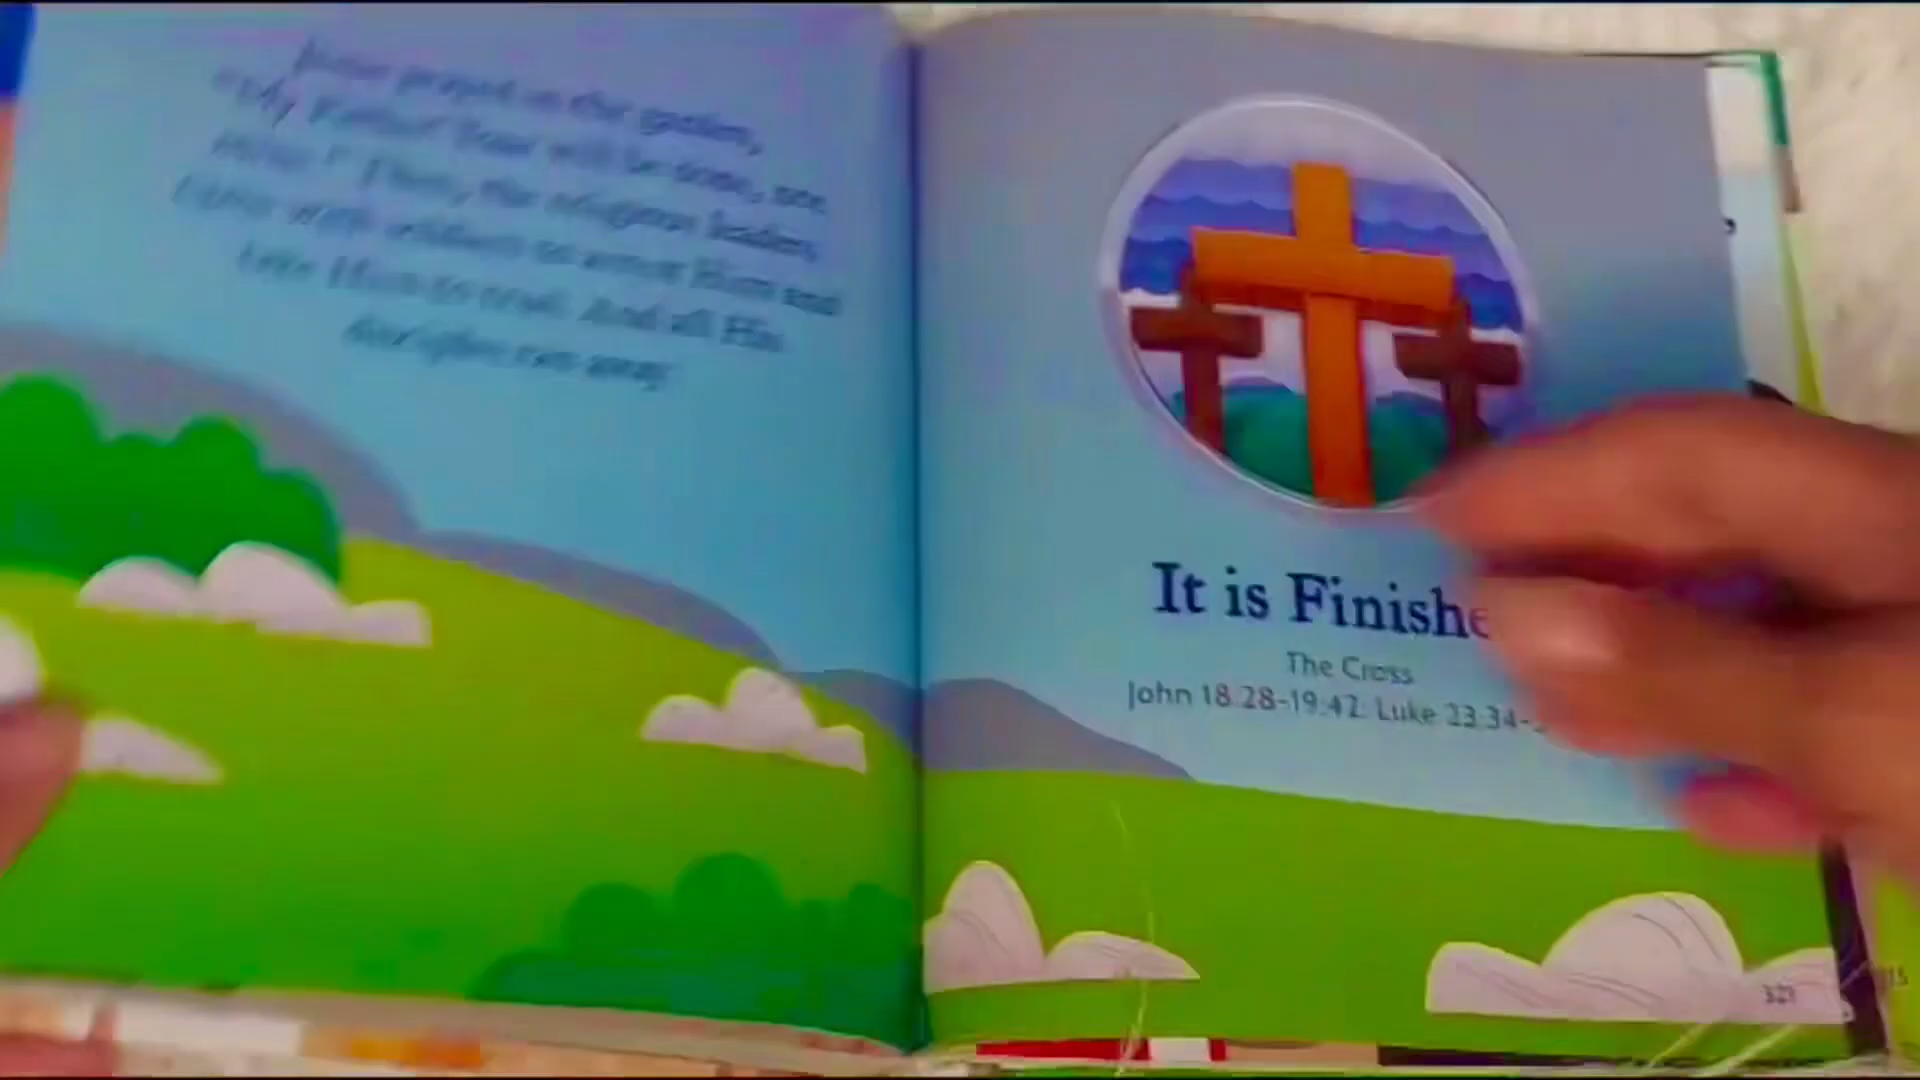 Jesus prayed in the garden,
"My Father Your will be done, not
Mine." Then, the religious leaders
came with soldiers to arrest Him and
take Him to trial. And all His
disciples ran away.
It is Finishe
The Cross
John 18:28-19:42; Luke 23:34-
321